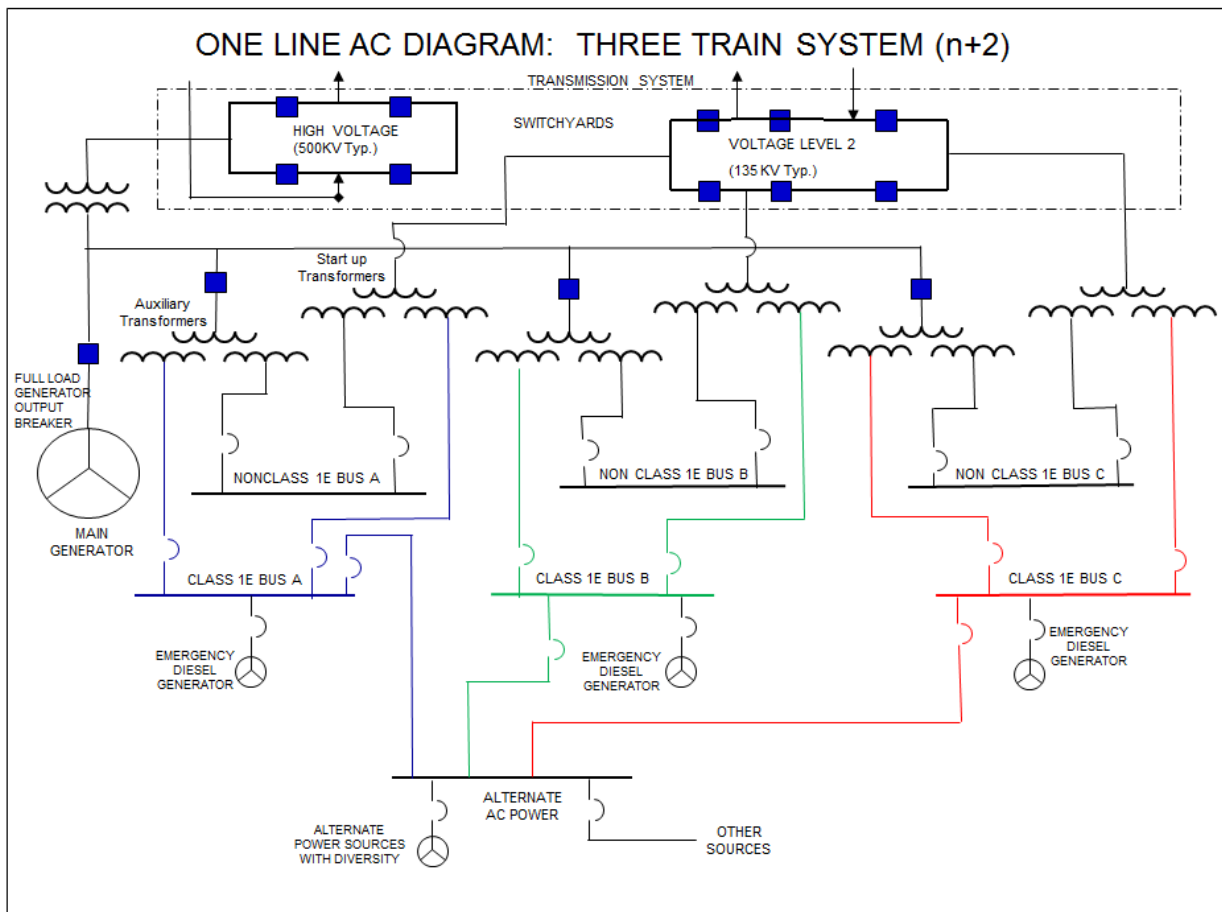 ONE LINE AC DIAGRAM: THREE TRAIN SYSTEM (n+2)
TRANSMISSION SYSTEM
HIGH VOLTAGE
(500KV Typ.)
SWITCHYARDS
VOLTAGE LEVEL 2
(135 KV Typ.)
Start up
Transformers
Auxiliary
Transformers
FULL LOAD
GENERATOR
OUTPUT
BREAKER
MAIN
GENERATOR
NONCLASS 1E BUS A
NON CLASS 1E BUS B
NON CLASS 1E BUS C
CLASS 1E BUS A
CLASS 1E BUS B
CLASS 1E BUS C
EMERGENCY
DIESEL
GENERATOR
EMERGENCY
DIESEL
GENERATOR
EMERGENCY
DIESEL
GENERATOR
ALTERNATE
AC POWER
ALTERNATE
POWER SOURCES
WITH DIVERSITY
OTHER
SOURCES